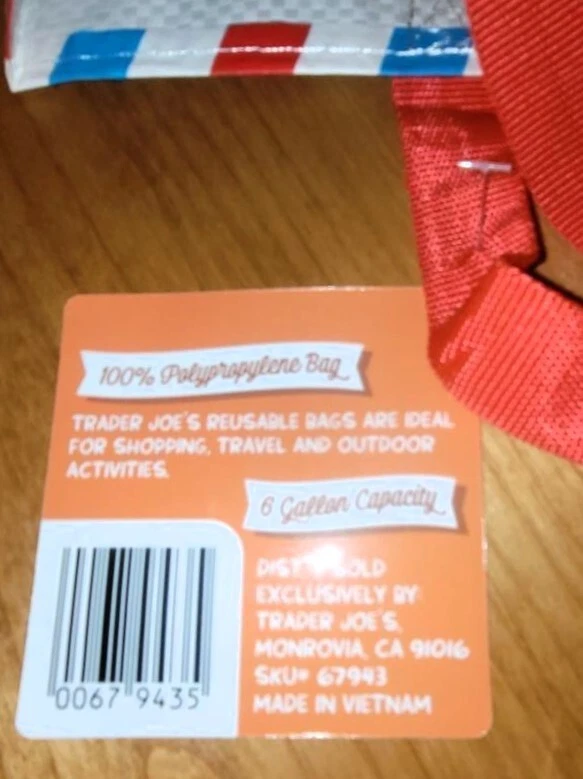 100% Polypropylene Bag
TRADER JOE'S REUSABLE BAGS ARE IDEAL
FOR SHOPPING, TRAVEL AND OUTDOOR
ACTIVITIES.
6 Gallon Capacity
DIST. SOLD
EXCLUSIVELY BY:
TRADER JOE'S,
MONROVIA, CA 91016
SKU# 67943
MADE IN VIETNAM
0067 9435